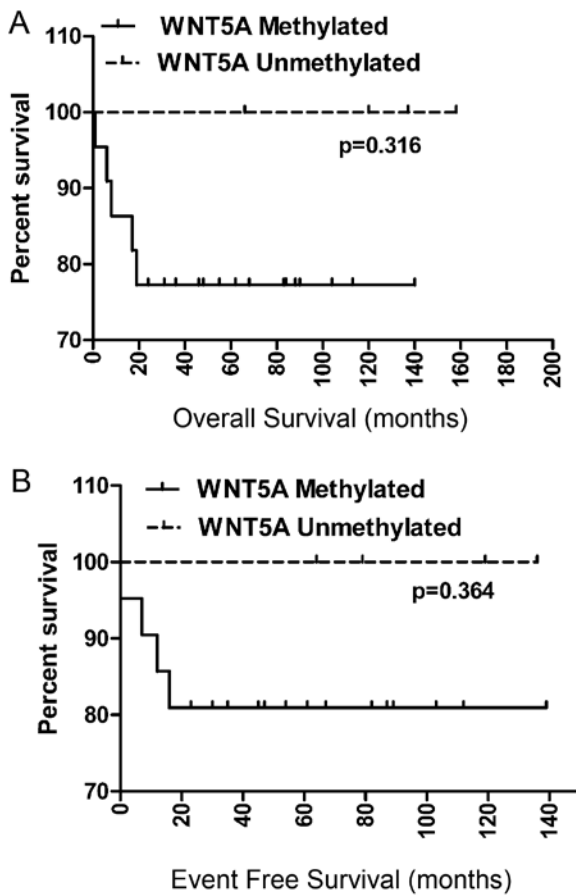 A
WNT5A Methylated
WNT5A Unmethylated
110
100
90
80
70
Percent survival
p=0.316
0
20
40
60
80
100
120
140
160
180
200
Overall Survival (months)
B
WNT5A Methylated
WNT5A Unmethylated
110
100
90
80
70
Percent survival
p=0.364
0
20
40
60
80
100
120
140
Event Free Survival (months)